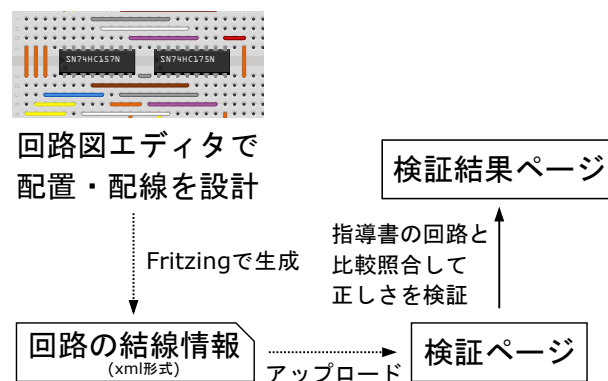 SN74HC157N
SN74HC175N
回路図エディタで
配置・配線を設計
Fritzingで生成
回路の結線情報
(xml形式)
アップロード
検証ページ
指導書の回路と
比較照合して
正しさを検証
検証結果ページ